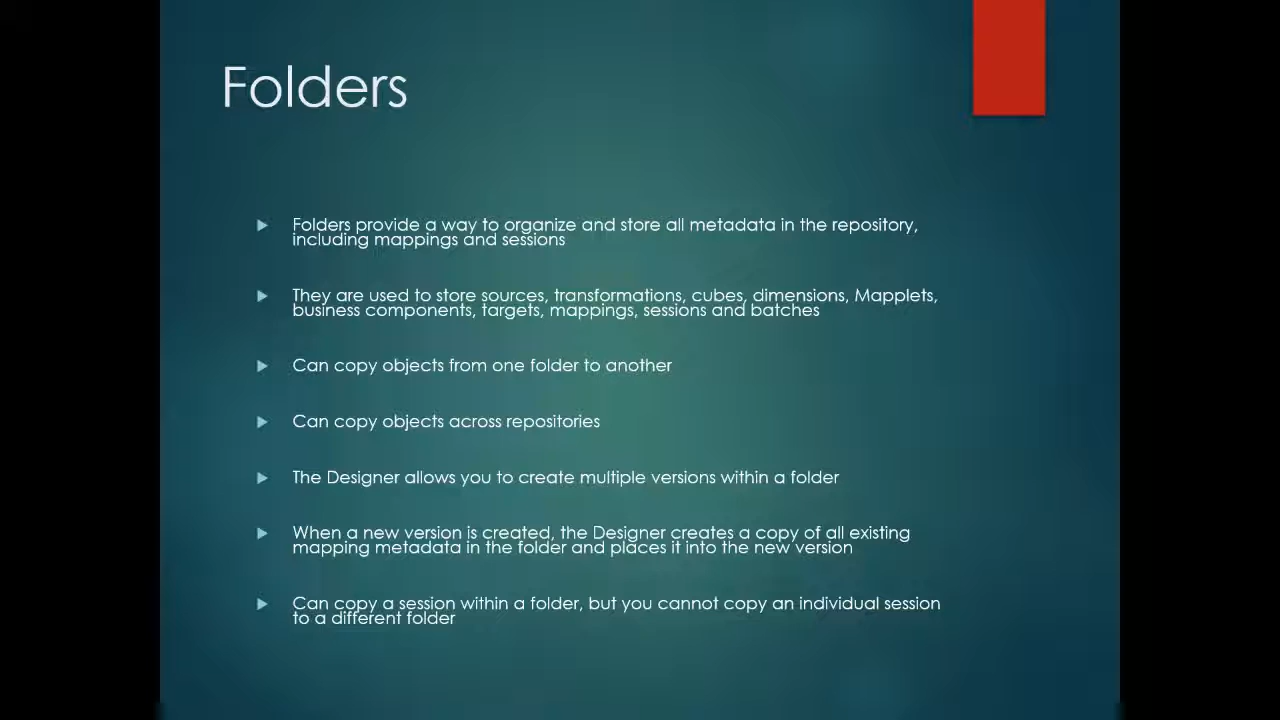 Folders
Folders provide a way to organize and store all metadata in the repository,
including mappings and sessions
They are used to store sources, transformations, cubes, dimensions, Mapplets,
business components, targets, mappings, sessions and batches
Can copy objects from one folder to another
Can copy objects across repositories
The Designer allows you to create multiple versions within a folder
When a new version is created, the Designer creates a copy of all existing
mapping metadata in the folder and places it into the new version
Can copy a session within a folder, but you cannot copy an individual session
to a different folder